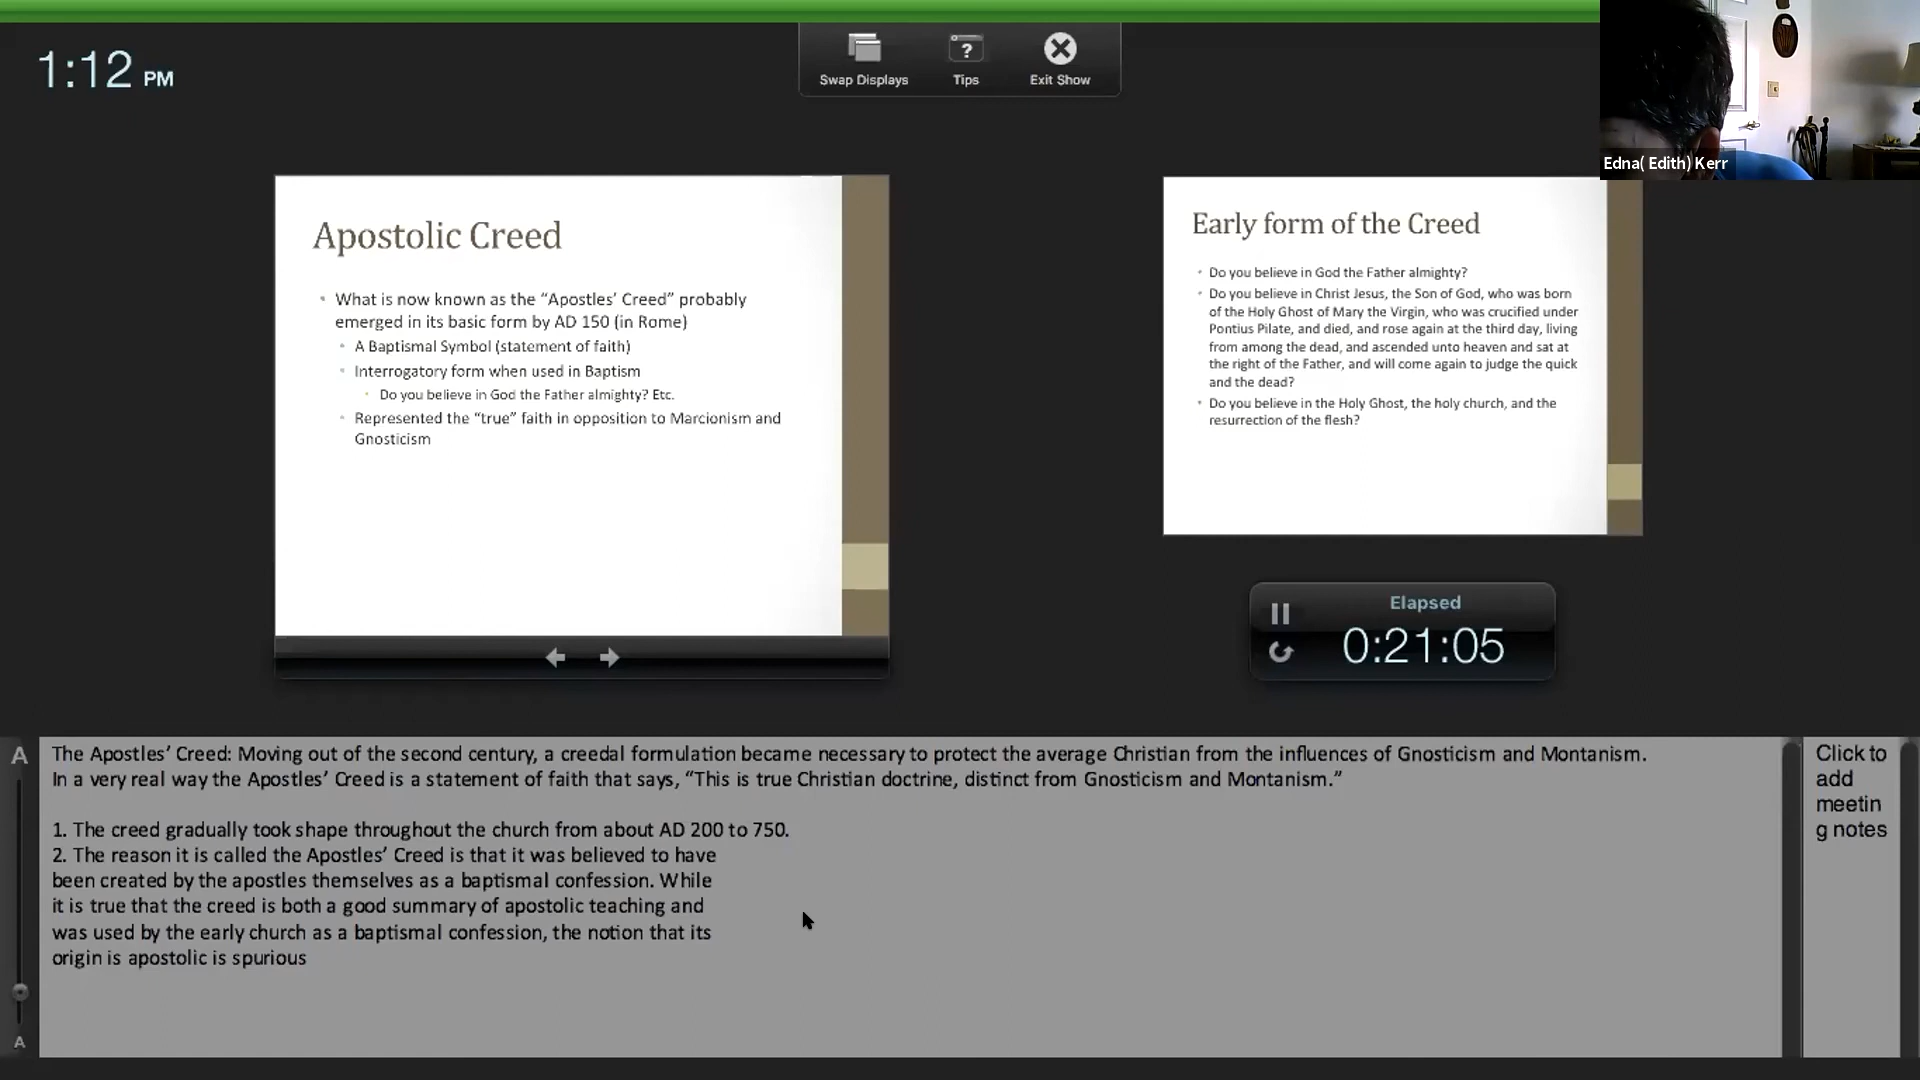 1:12 PM
Swap Displays
Tips
Exit Show
Edna( Edith) Kerr
Apostolic Creed
• What is now known as the “Apostles’ Creed” probably
emerged in its basic form by AD 150 (in Rome)
• A Baptismal Symbol (statement of faith)
• Interrogatory form when used in Baptism
• Do you believe in God the Father almighty? Etc.
• Represented the “true” faith in opposition to Marcionism and
Gnosticism
Early form of the Creed
• Do you believe in God the Father almighty?
• Do you believe in Christ Jesus, the Son of God, who was born
of the Holy Ghost of Mary the Virgin, who was crucified under
Pontius Pilate, and died, and rose again at the third day, living
from among the dead, and ascended unto heaven and sat at
the right of the Father, and will come again to judge the quick
and the dead?
• Do you believe in the Holy Ghost, the holy church, and the
resurrection of the flesh?
Elapsed
0:21:05
A
A
The Apostles’ Creed: Moving out of the second century, a creedal formulation became necessary to protect the average Christian from the influences of Gnosticism and Montanism.
In a very real way the Apostles’ Creed is a statement of faith that says, “This is true Christian doctrine, distinct from Gnosticism and Montanism.”
1. The creed gradually took shape throughout the church from about AD 200 to 750.
2. The reason it is called the Apostles’ Creed is that it was believed to have
been created by the apostles themselves as a baptismal confession. While
it is true that the creed is both a good summary of apostolic teaching and
was used by the early church as a baptismal confession, the notion that its
origin is apostolic is spurious
Click to
add
meetin
g notes